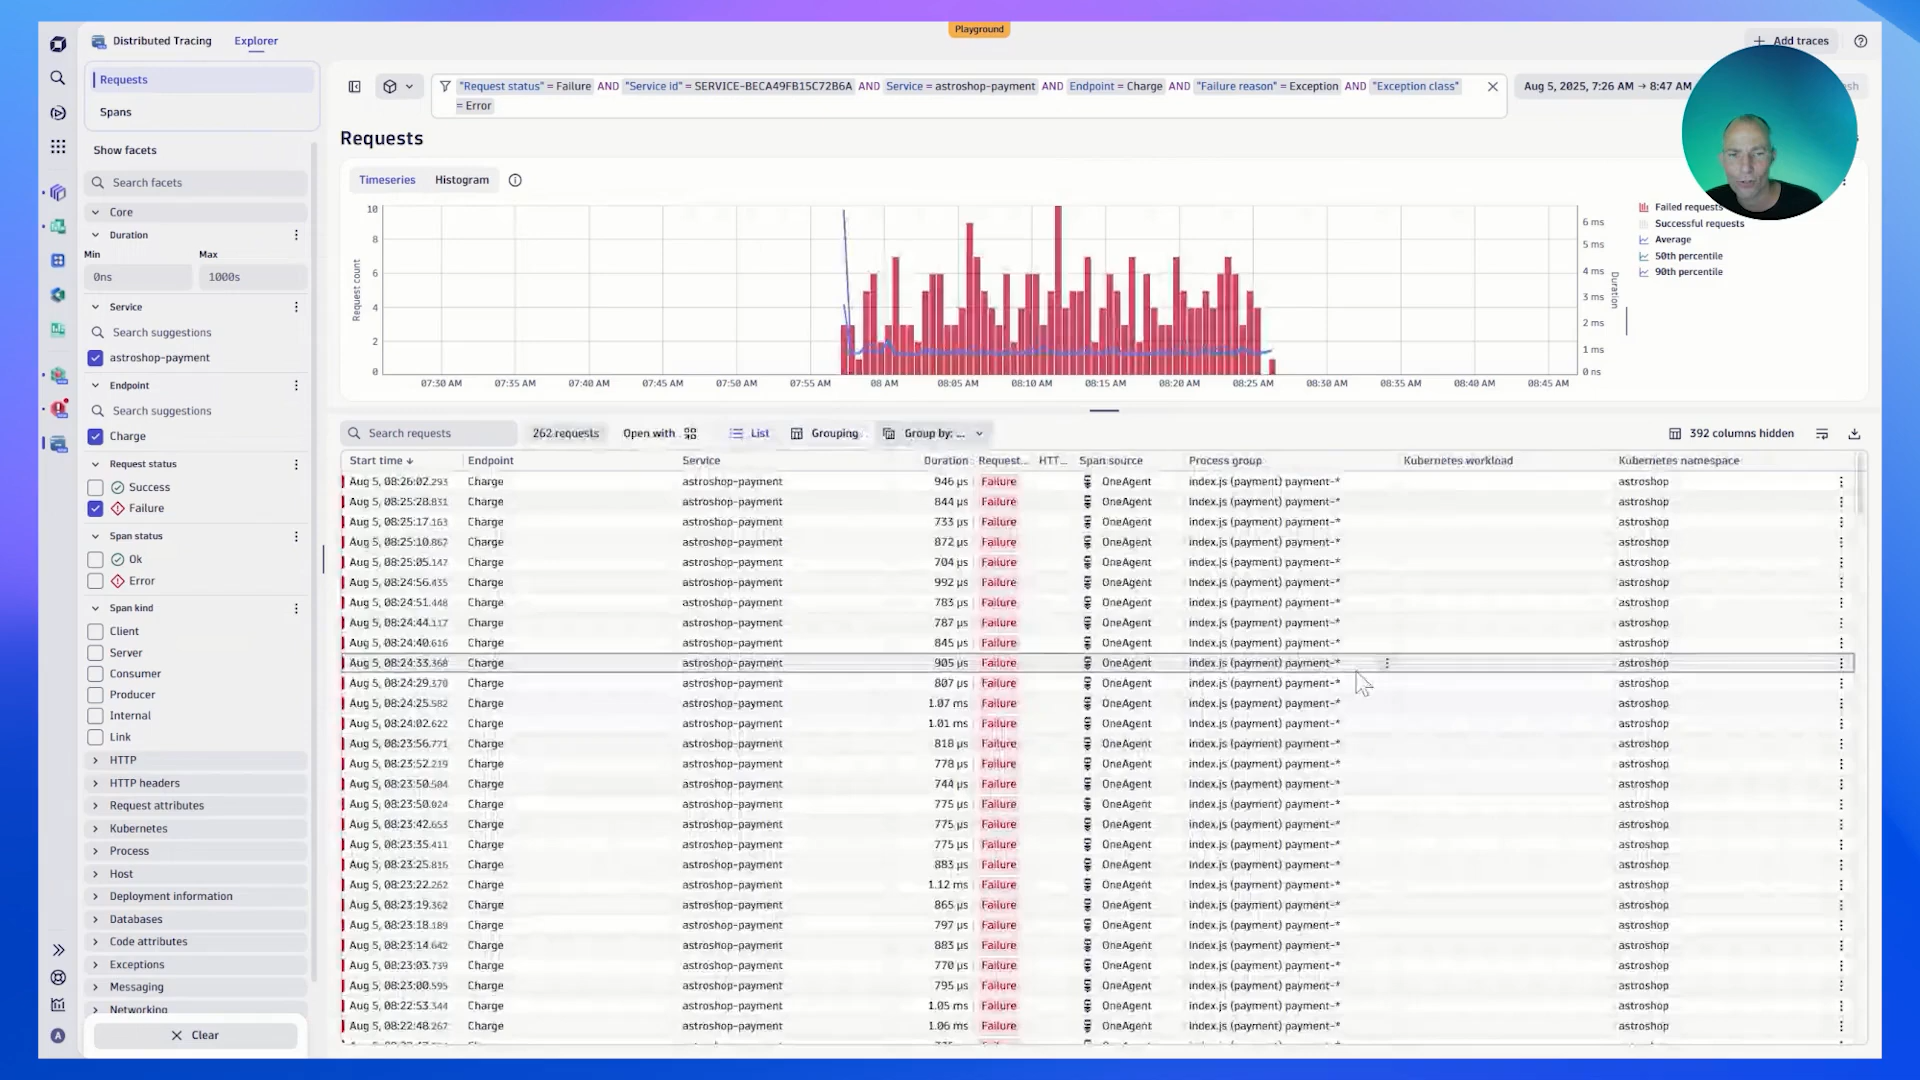 Playground
Distributed Tracing
Explorer
Add traces
Requests
Spans
"Request status" = Failure AND "Service id" = SERVICE-BECA49FB15C72B6A AND Service = astroshop-payment AND Endpoint = Charge AND "Failure reason" = Exception AND "Exception class"
= Error
Aug 5, 2025, 7:26 AM → 8:47 AM
Show facets
Search facets
Core
Duration
Min
Max
0ns
1000s
Service
Search suggestions
astroshop-payment
Endpoint
Search suggestions
Charge
Request status
Success
Failure
Span status
Ok
Error
Span kind
Client
Server
Consumer
Producer
Internal
Link
HTTP
HTTP headers
Request attributes
Kubernetes
Process
Host
Deployment information
Databases
Code attributes
Exceptions
Messaging
Networking
Clear
A
Requests
Timeseries
Histogram
Request count
10
8
6
4
2
0
07:30 AM
07:35 AM
07:40 AM
07:45 AM
07:50 AM
07:55 AM
08 AM
08:05 AM
08:10 AM
08:15 AM
08:20 AM
08:25 AM
08:30 AM
08:35 AM
08:40 AM
08:45 AM
6 ms
5 ms
4 ms
3 ms
2 ms
1 ms
0 ns
Duration
Failed requests
Successful requests
Average
50th percentile
90th percentile
Search requests
262 requests
Open with
List
Grouping
Group by: ...
392 columns hidden
Start time Endpoint Service Duration Request... HTT... Span source Process group Kubernetes workload Kubernetes namespace
Aug 5, 08:26:02.293 Charge astroshop-payment 946 µs Failure OneAgent index.js (payment) payment-* astroshop
Aug 5, 08:25:28.831 Charge astroshop-payment 844 µs Failure OneAgent index.js (payment) payment-* astroshop
Aug 5, 08:25:17.163 Charge astroshop-payment 733 µs Failure OneAgent index.js (payment) payment-* astroshop
Aug 5, 08:25:10.862 Charge astroshop-payment 872 µs Failure OneAgent index.js (payment) payment-* astroshop
Aug 5, 08:25:05.147 Charge astroshop-payment 704 µs Failure OneAgent index.js (payment) payment-* astroshop
Aug 5, 08:24:56.435 Charge astroshop-payment 992 µs Failure OneAgent index.js (payment) payment-* astroshop
Aug 5, 08:24:51.448 Charge astroshop-payment 783 µs Failure OneAgent index.js (payment) payment-* astroshop
Aug 5, 08:24:44.117 Charge astroshop-payment 787 µs Failure OneAgent index.js (payment) payment-* astroshop
Aug 5, 08:24:40.616 Charge astroshop-payment 845 µs Failure OneAgent index.js (payment) payment-* astroshop
Aug 5, 08:24:33.368 Charge astroshop-payment 905 µs Failure OneAgent index.js (payment) payment-* astroshop
Aug 5, 08:24:29.370 Charge astroshop-payment 807 µs Failure OneAgent index.js (payment) payment-* astroshop
Aug 5, 08:24:25.582 Charge astroshop-payment 1.07 ms Failure OneAgent index.js (payment) payment-* astroshop
Aug 5, 08:24:02.622 Charge astroshop-payment 1.01 ms Failure OneAgent index.js (payment) payment-* astroshop
Aug 5, 08:23:56.771 Charge astroshop-payment 818 µs Failure OneAgent index.js (payment) payment-* astroshop
Aug 5, 08:23:52.219 Charge astroshop-payment 778 µs Failure OneAgent index.js (payment) payment-* astroshop
Aug 5, 08:23:50.504 Charge astroshop-payment 744 µs Failure OneAgent index.js (payment) payment-* astroshop
Aug 5, 08:23:50.024 Charge astroshop-payment 775 µs Failure OneAgent index.js (payment) payment-* astroshop
Aug 5, 08:23:42.653 Charge astroshop-payment 775 µs Failure OneAgent index.js (payment) payment-* astroshop
Aug 5, 08:23:35.411 Charge astroshop-payment 775 µs Failure OneAgent index.js (payment) payment-* astroshop
Aug 5, 08:23:25.816 Charge astroshop-payment 883 µs Failure OneAgent index.js (payment) payment-* astroshop
Aug 5, 08:23:22.262 Charge astroshop-payment 1.12 ms Failure OneAgent index.js (payment) payment-* astroshop
Aug 5, 08:23:19.362 Charge astroshop-payment 865 µs Failure OneAgent index.js (payment) payment-* astroshop
Aug 5, 08:23:18.189 Charge astroshop-payment 797 µs Failure OneAgent index.js (payment) payment-* astroshop
Aug 5, 08:23:14.642 Charge astroshop-payment 883 µs Failure OneAgent index.js (payment) payment-* astroshop
Aug 5, 08:23:03.739 Charge astroshop-payment 770 µs Failure OneAgent index.js (payment) payment-* astroshop
Aug 5, 08:23:00.595 Charge astroshop-payment 795 µs Failure OneAgent index.js (payment) payment-* astroshop
Aug 5, 08:22:53.344 Charge astroshop-payment 1.05 ms Failure OneAgent index.js (payment) payment-* astroshop
Aug 5, 08:22:48.267 Charge astroshop-payment 1.06 ms Failure OneAgent index.js (payment) payment-* astroshop